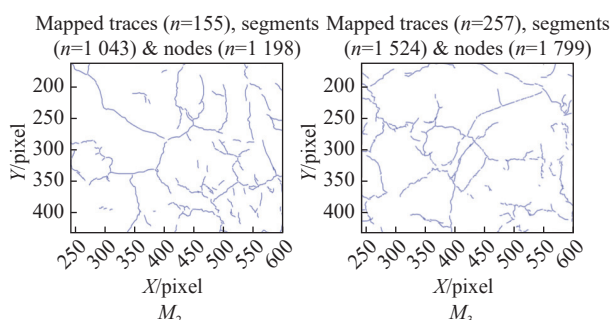 Mapped traces (n=155), segments
(n=1 043) & nodes (n=1 198)
Y/pixel
200
250
300
350
400
250
300
350
400
450
500
550
600
X/pixel
M₂
Mapped traces (n=257), segments
(n=1 524) & nodes (n=1 799)
Y/pixel
200
250
300
350
400
250
300
350
400
450
500
550
600
X/pixel
M₃